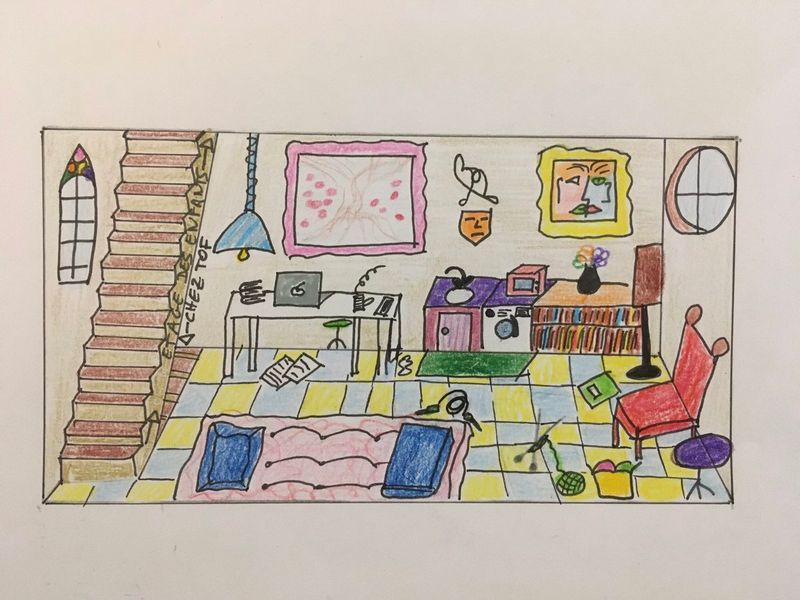 ETAGE DES ENFANTS →
← CHEZ TOF